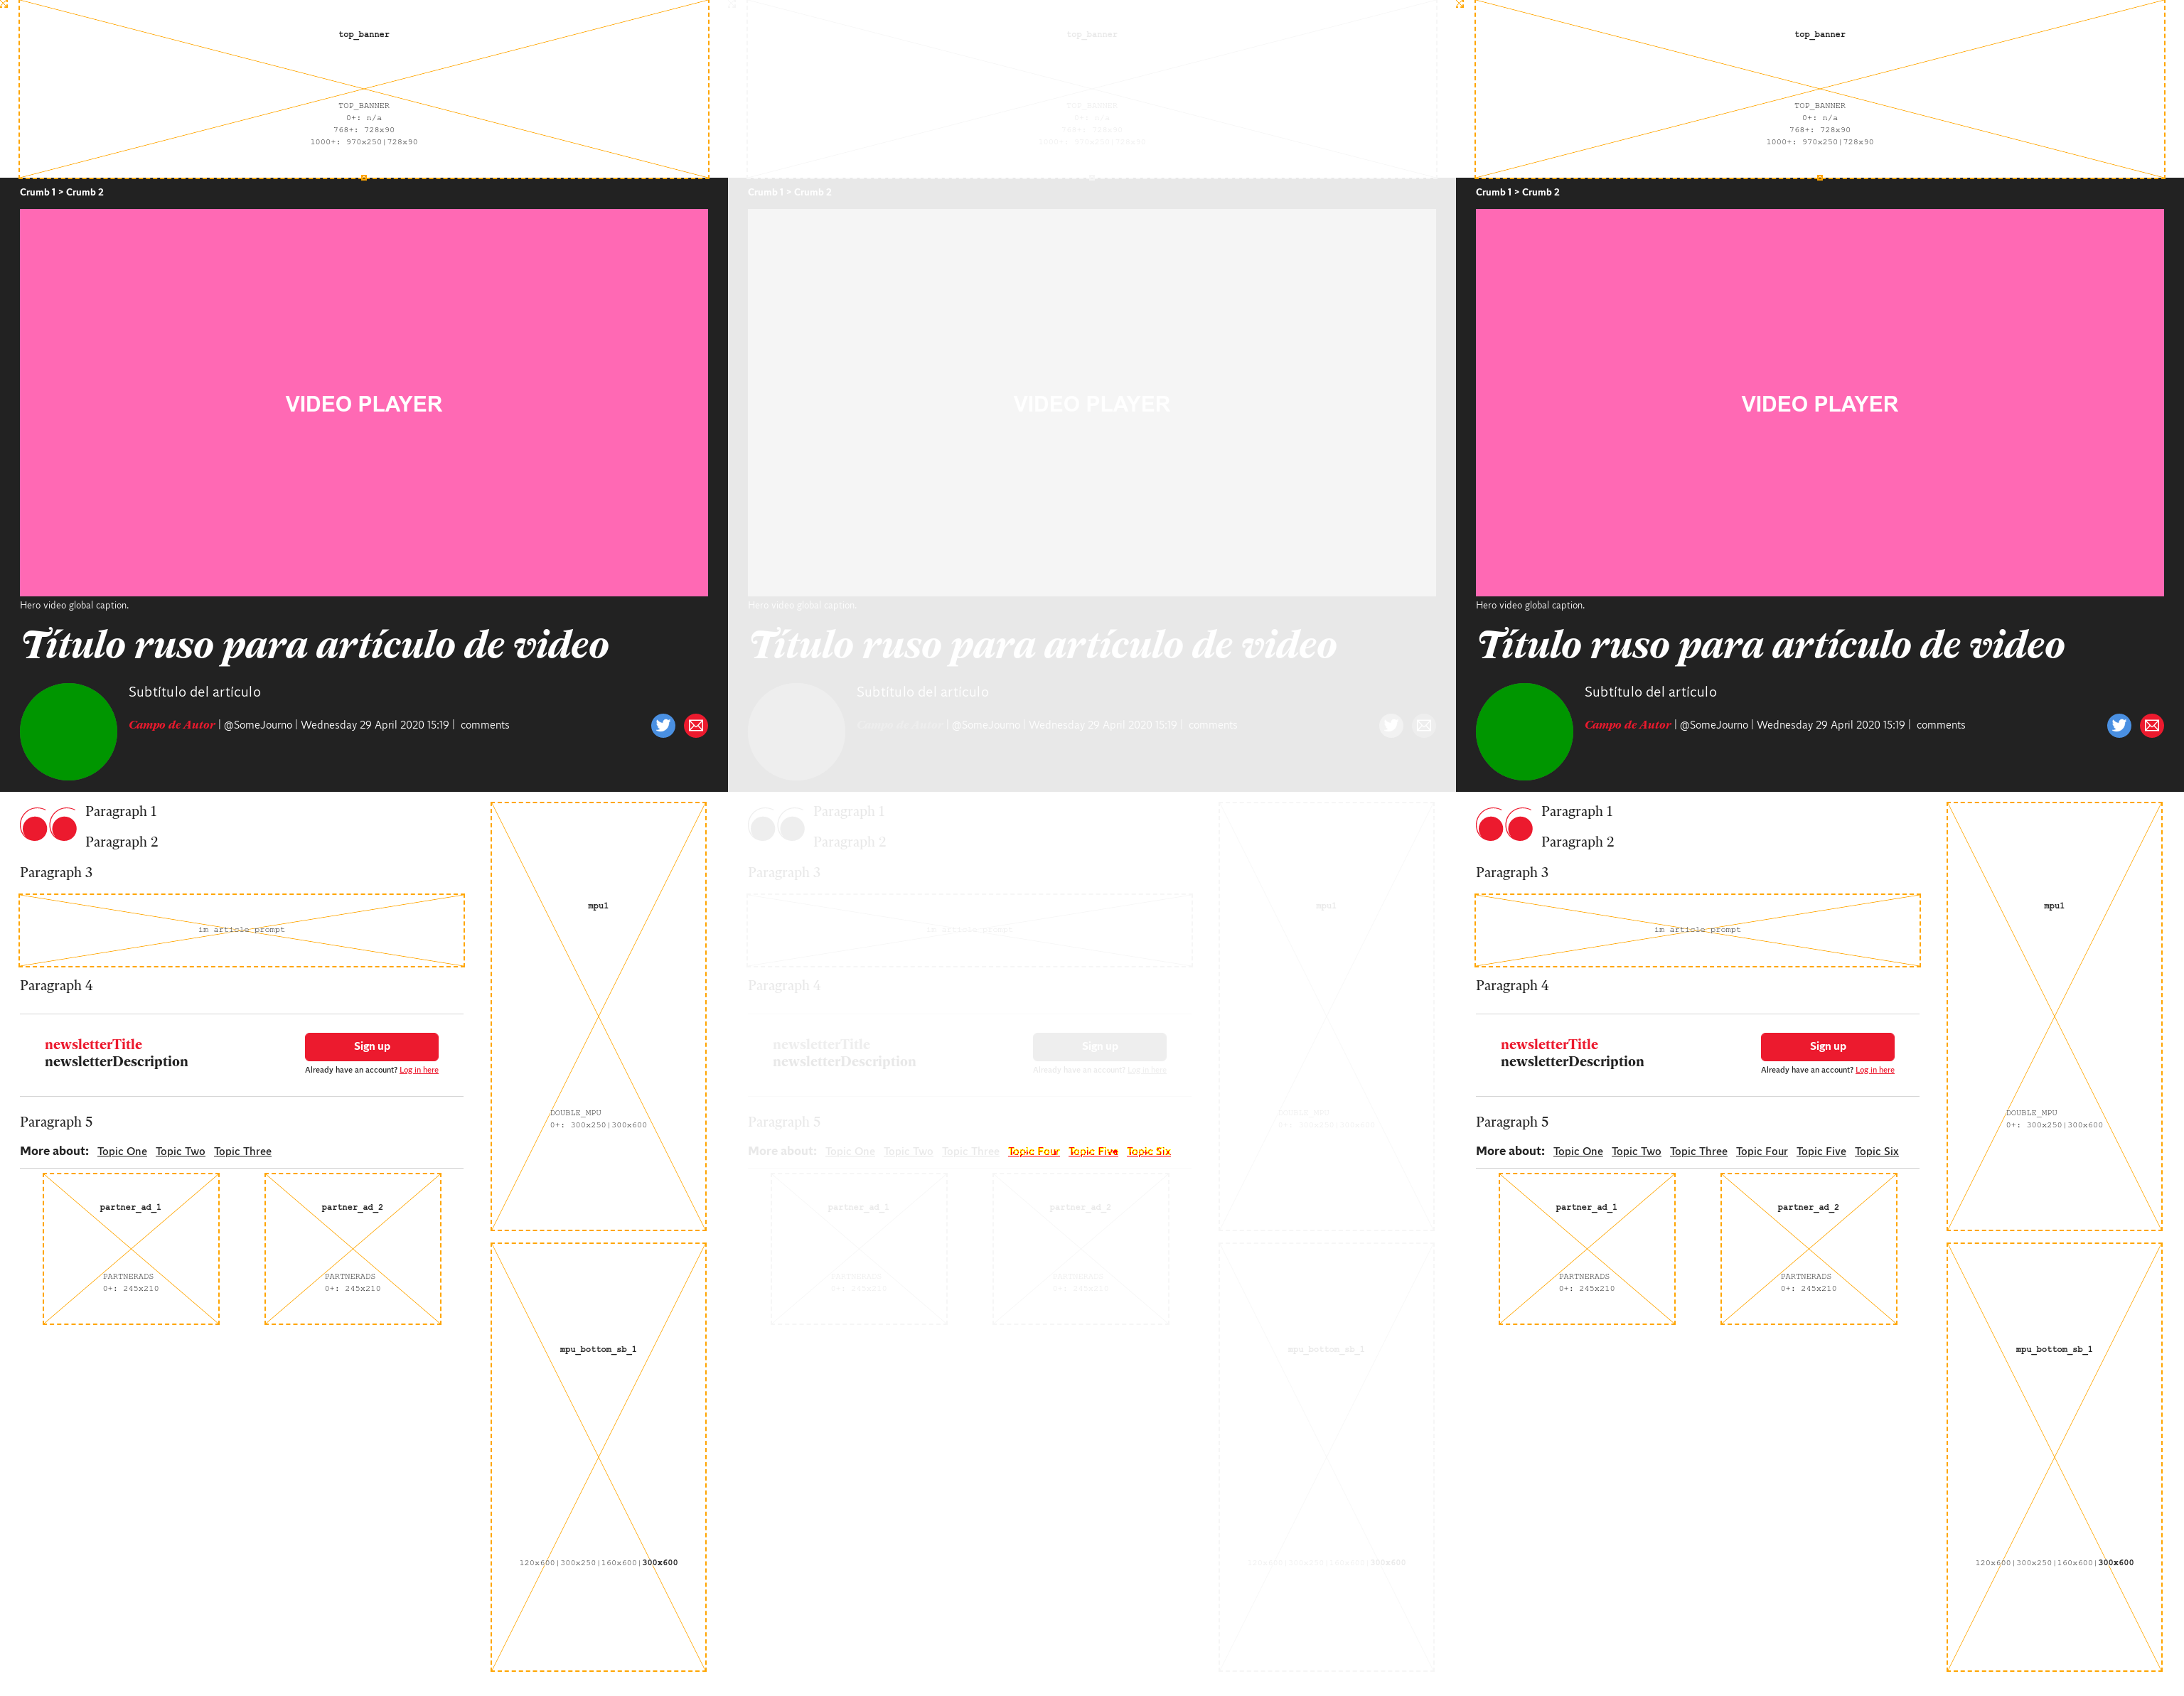 top_banner
TOP_BANNER
0+: n/a
768+: 728x90
1000+: 970x250|728x90
Crumb 1 > Crumb 2
VIDEO PLAYER
Hero video global caption.
Título ruso para artículo de video
Subtítulo del artículo
Campo de Autor | @SomeJourno | Wednesday 29 April 2020 15:19 | comments
Paragraph 1
Paragraph 2
Paragraph 3
im article prompt
Paragraph 4
newsletterTitle
newsletterDescription
Sign up
Already have an account? Log in here
Paragraph 5
More about: Topic One Topic Two Topic Three
partner_ad_1
PARTNERADS
0+: 245x210
partner_ad_2
PARTNERADS
0+: 245x210
mpu1
DOUBLE_MPU
0+: 300x250|300x600
mpu_bottom_sb_1
120x600|300x250|160x600|300x600
top_banner
TOP_BANNER
0+: n/a
768+: 728x90
1000+: 970x250|728x90
Crumb 1 > Crumb 2
VIDEO PLAYER
Hero video global caption.
Título ruso para artículo de video
Subtítulo del artículo
Campo de Autor | @SomeJourno | Wednesday 29 April 2020 15:19 | comments
Paragraph 1
Paragraph 2
Paragraph 3
im article prompt
Paragraph 4
newsletterTitle
newsletterDescription
Sign up
Already have an account? Log in here
Paragraph 5
More about: Topic One Topic Two Topic Three Topic Four Topic Five Topic Six
partner_ad_1
PARTNERADS
0+: 245x210
partner_ad_2
PARTNERADS
0+: 245x210
mpu1
DOUBLE_MPU
0+: 300x250|300x600
mpu_bottom_sb_1
120x600|300x250|160x600|300x600
top_banner
TOP_BANNER
0+: n/a
768+: 728x90
1000+: 970x250|728x90
Crumb 1 > Crumb 2
VIDEO PLAYER
Hero video global caption.
Título ruso para artículo de video
Subtítulo del artículo
Campo de Autor | @SomeJourno | Wednesday 29 April 2020 15:19 | comments
Paragraph 1
Paragraph 2
Paragraph 3
im article prompt
Paragraph 4
newsletterTitle
newsletterDescription
Sign up
Already have an account? Log in here
Paragraph 5
More about: Topic One Topic Two Topic Three Topic Four Topic Five Topic Six
partner_ad_1
PARTNERADS
0+: 245x210
partner_ad_2
PARTNERADS
0+: 245x210
mpu1
DOUBLE_MPU
0+: 300x250|300x600
mpu_bottom_sb_1
120x600|300x250|160x600|300x600